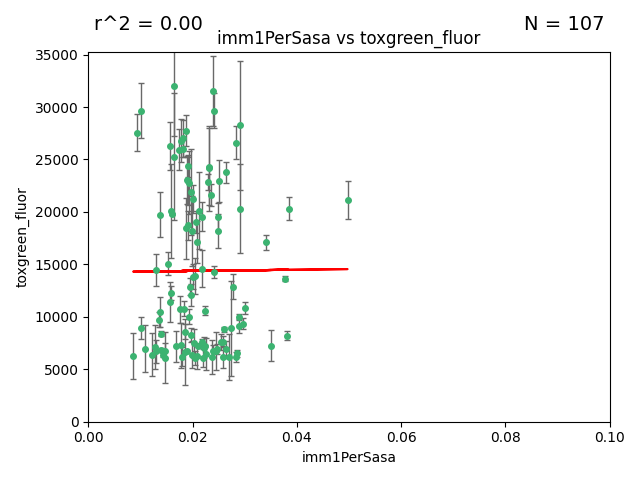 r^2 = 0.00
N = 107
imm1PerSasa vs toxgreen_fluor
35000
30000
25000
20000
15000
10000
5000
0
toxgreen_fluor
0.00
0.02
0.04
0.06
0.08
0.10
imm1PerSasa